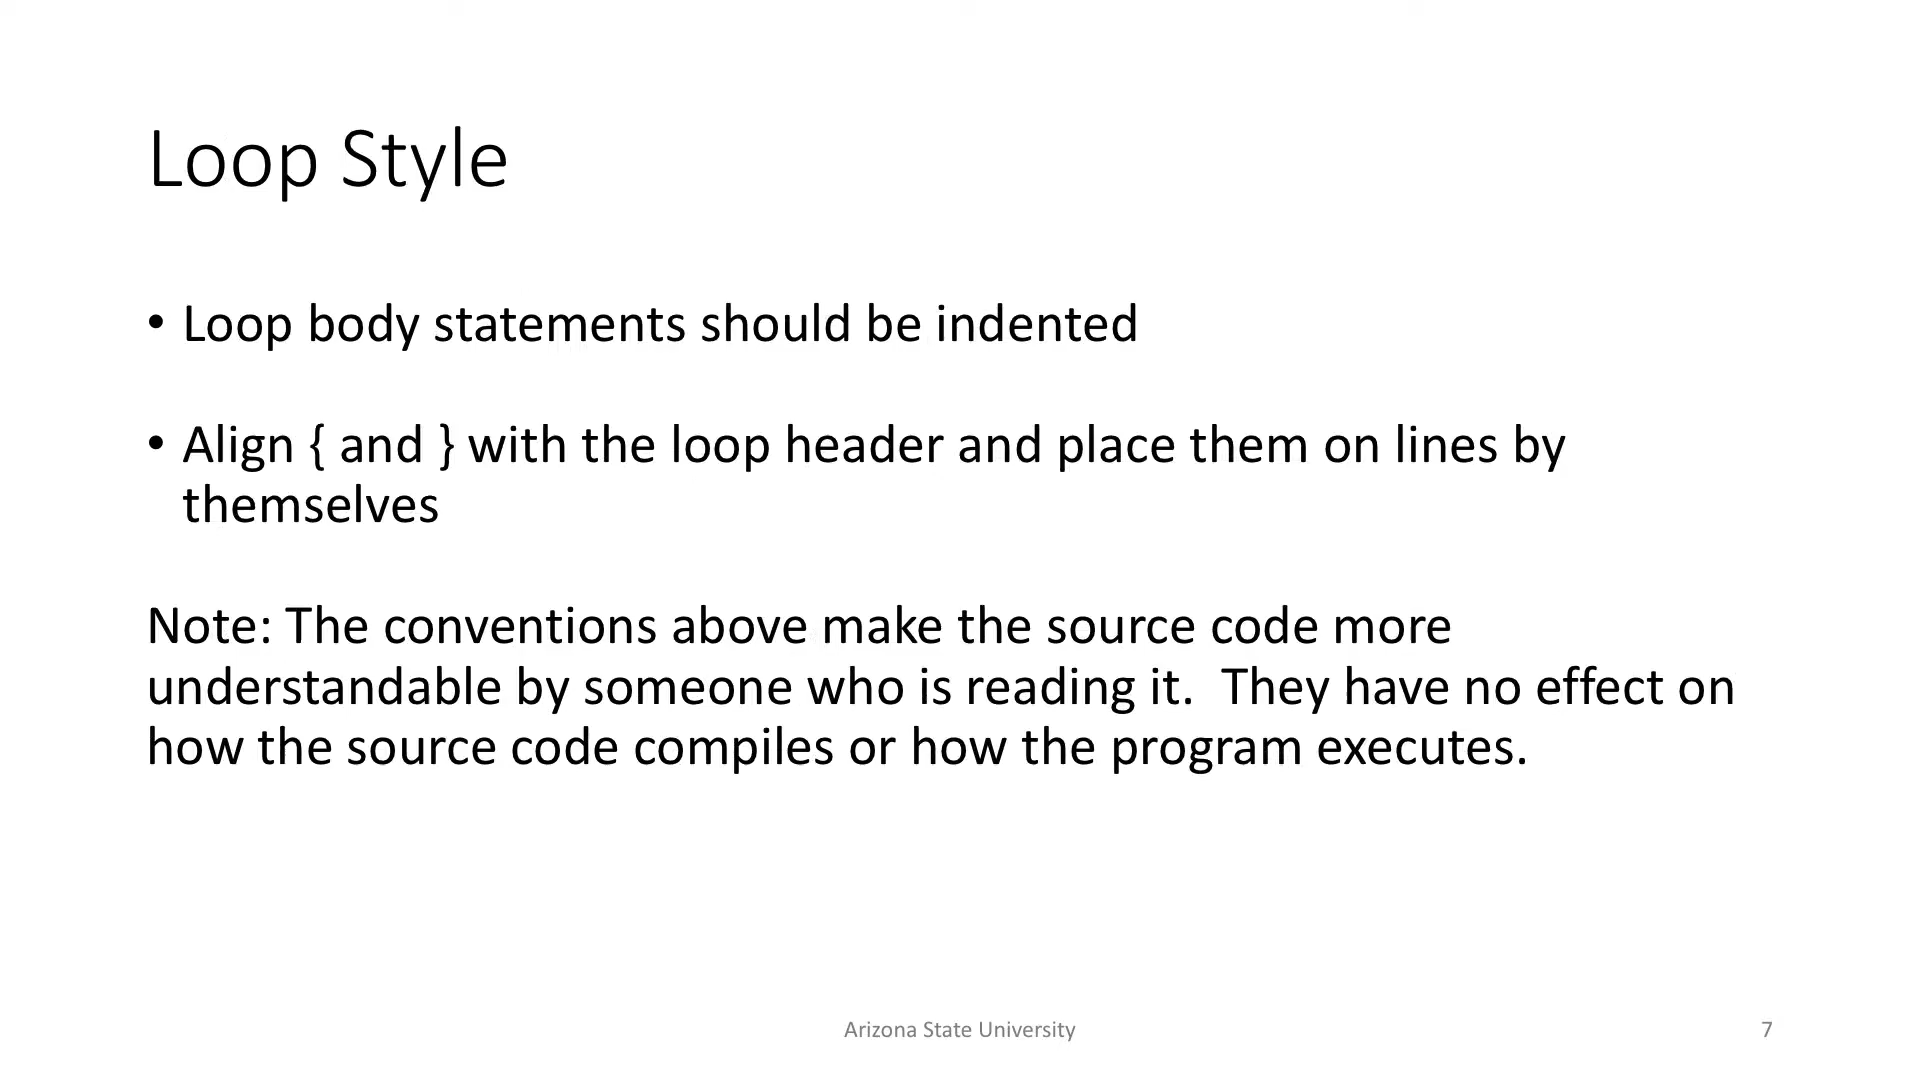 Loop Style
• Loop body statements should be indented
• Align { and } with the loop header and place them on lines by
themselves
Note: The conventions above make the source code more
understandable by someone who is reading it.  They have no effect on
how the source code compiles or how the program executes.
Arizona State University
7